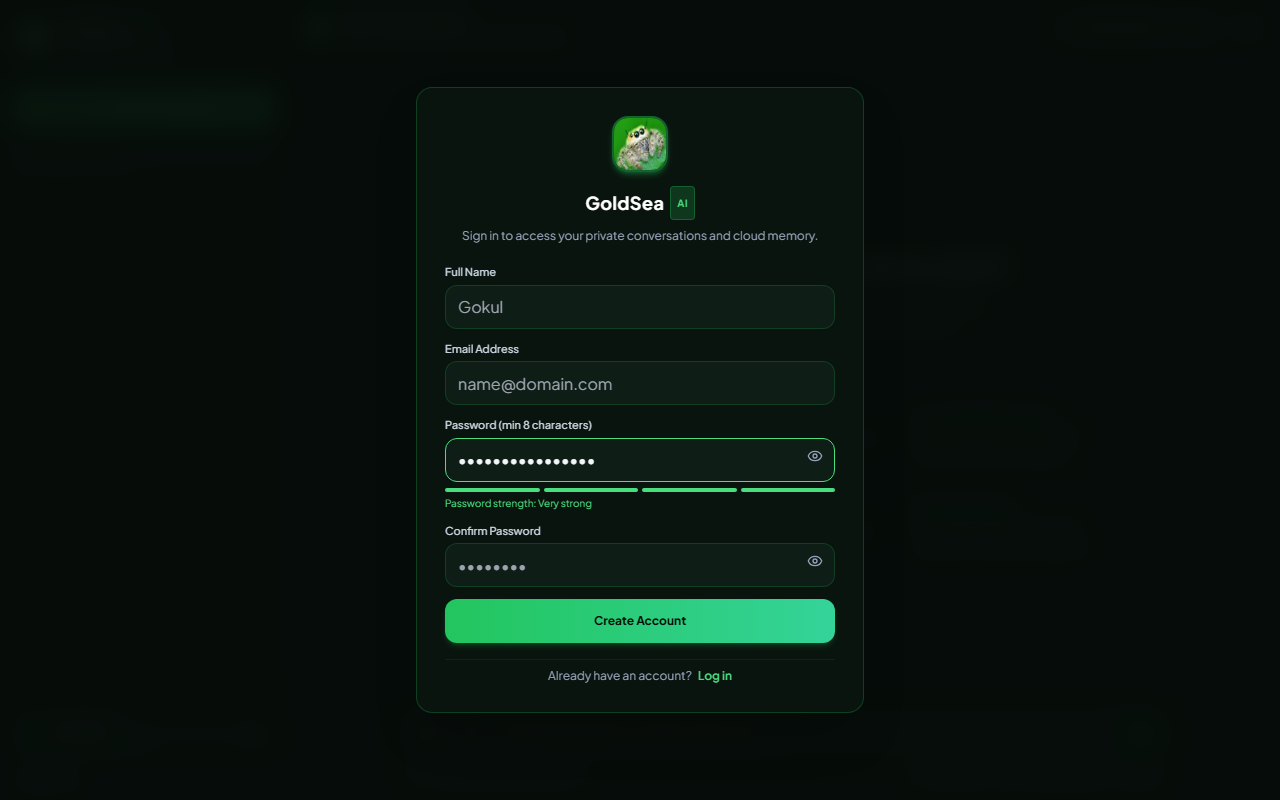 GoldSea AI
Sign in to access your private conversations and cloud memory.
Full Name
Gokul
Email Address
name@domain.com
Password (min 8 characters)
••••••••••••••••
Password strength: Very strong
Confirm Password
••••••••
Create Account
Already have an account? Log in